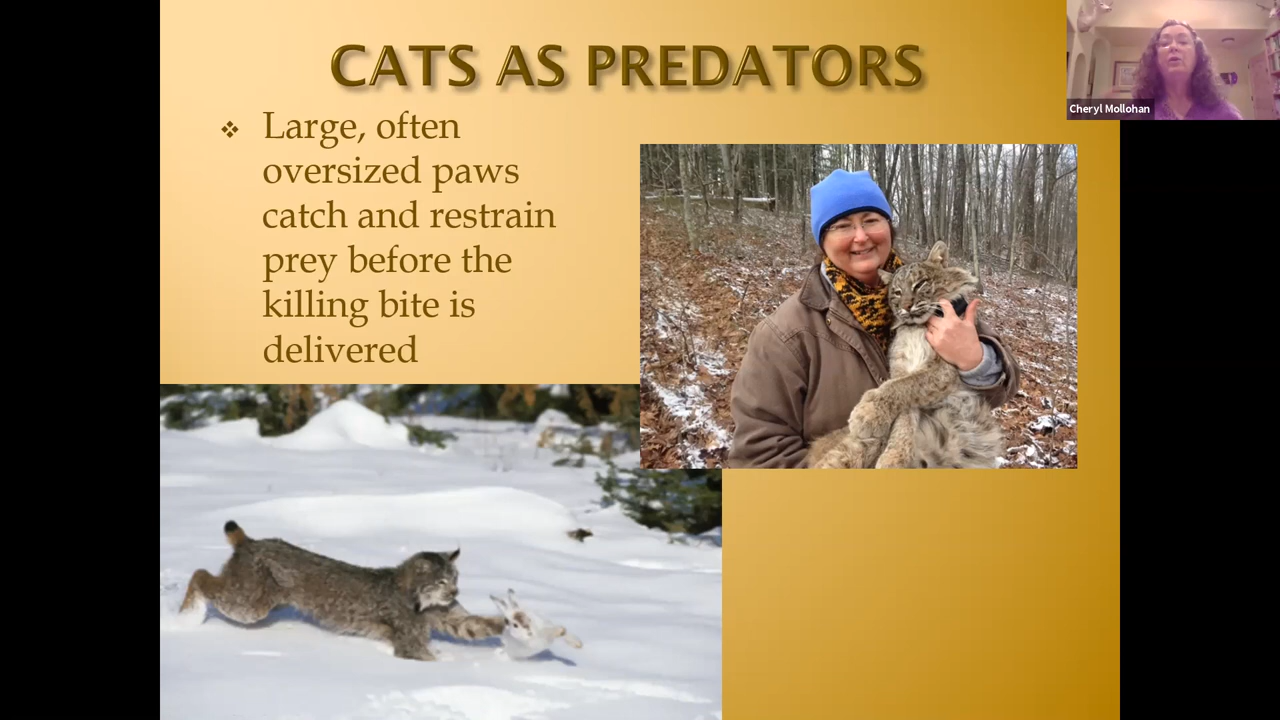 CATS AS PREDATORS
Large, often
oversized paws
catch and restrain
prey before the
killing bite is
delivered
Cheryl Mollohan